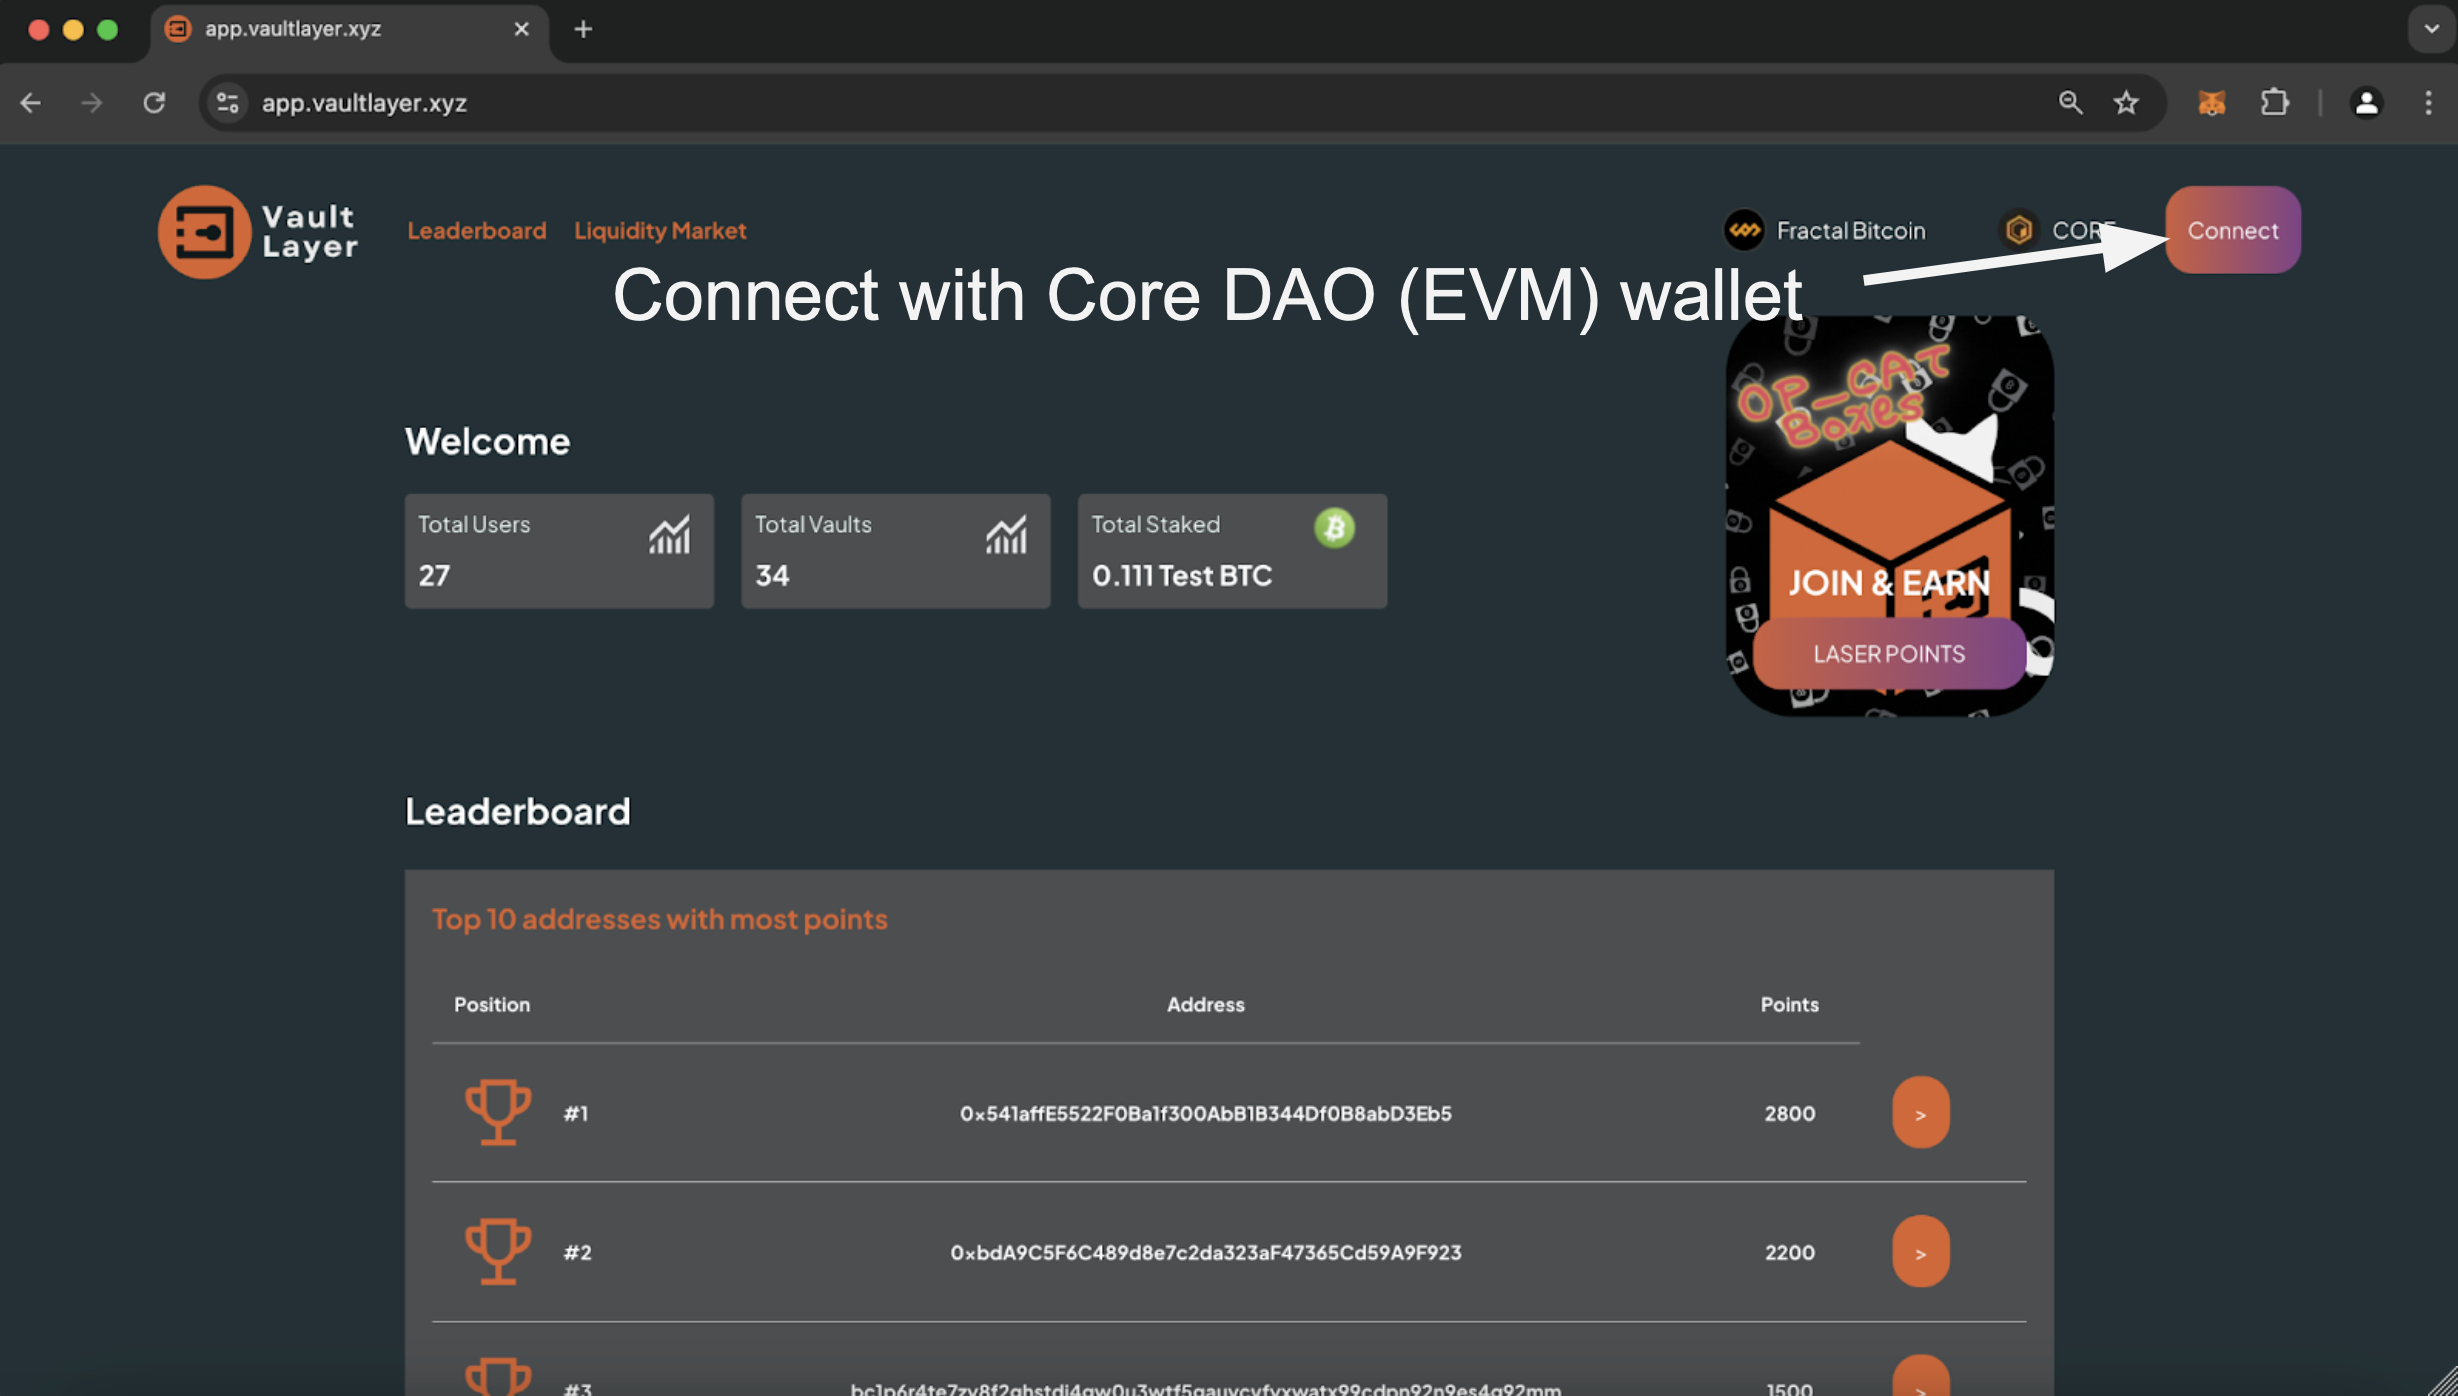 app.vaultlayer.xyz
app.vaultlayer.xyz
Vault
Layer
Leaderboard
Liquidity Market
Fractal Bitcoin
CORE
Connect
Connect with Core DAO (EVM) wallet
OP_CAT
Boxes
JOIN & EARN
LASER POINTS
Welcome
Total Users
27
Total Vaults
34
Total Staked
0.111 Test BTC
Leaderboard
Top 10 addresses with most points
Position Address Points
#1 0x541affE5522F0Ba1f300AbB1B344Df0B8abD3Eb5 2800 >
#2 0xbdA9C5F6C489d8e7c2da323aF47365Cd59A9F923 2200 >
#3 1500